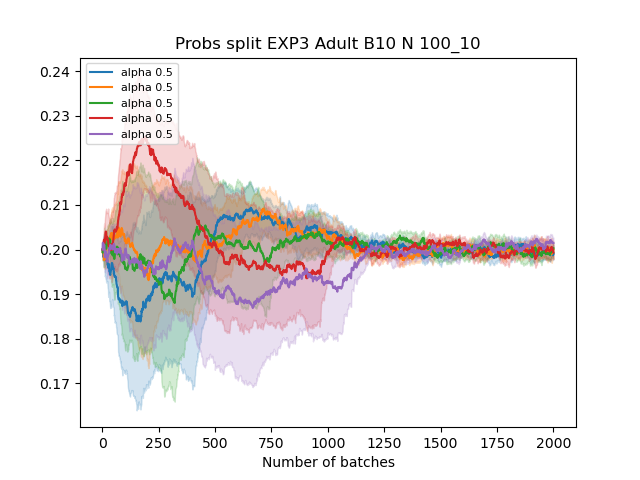 Probs split EXP3 Adult B10 N 100_10
0.24
0.23
0.22
0.21
0.20
0.19
0.18
0.17
alpha 0.5
alpha 0.5
alpha 0.5
alpha 0.5
alpha 0.5
0 250 500 750 1000 1250 1500 1750 2000
Number of batches